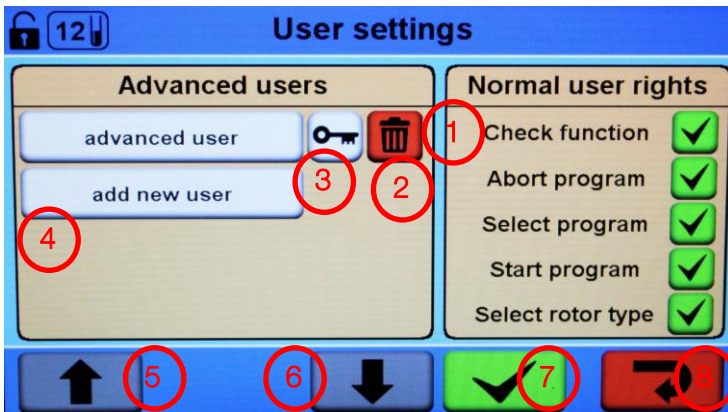 12
User settings
Advanced users
advanced user
add new user
3
2
4
Normal user rights
1
Check function
Abort program
Select program
Start program
Select rotor type
5
6
7
8